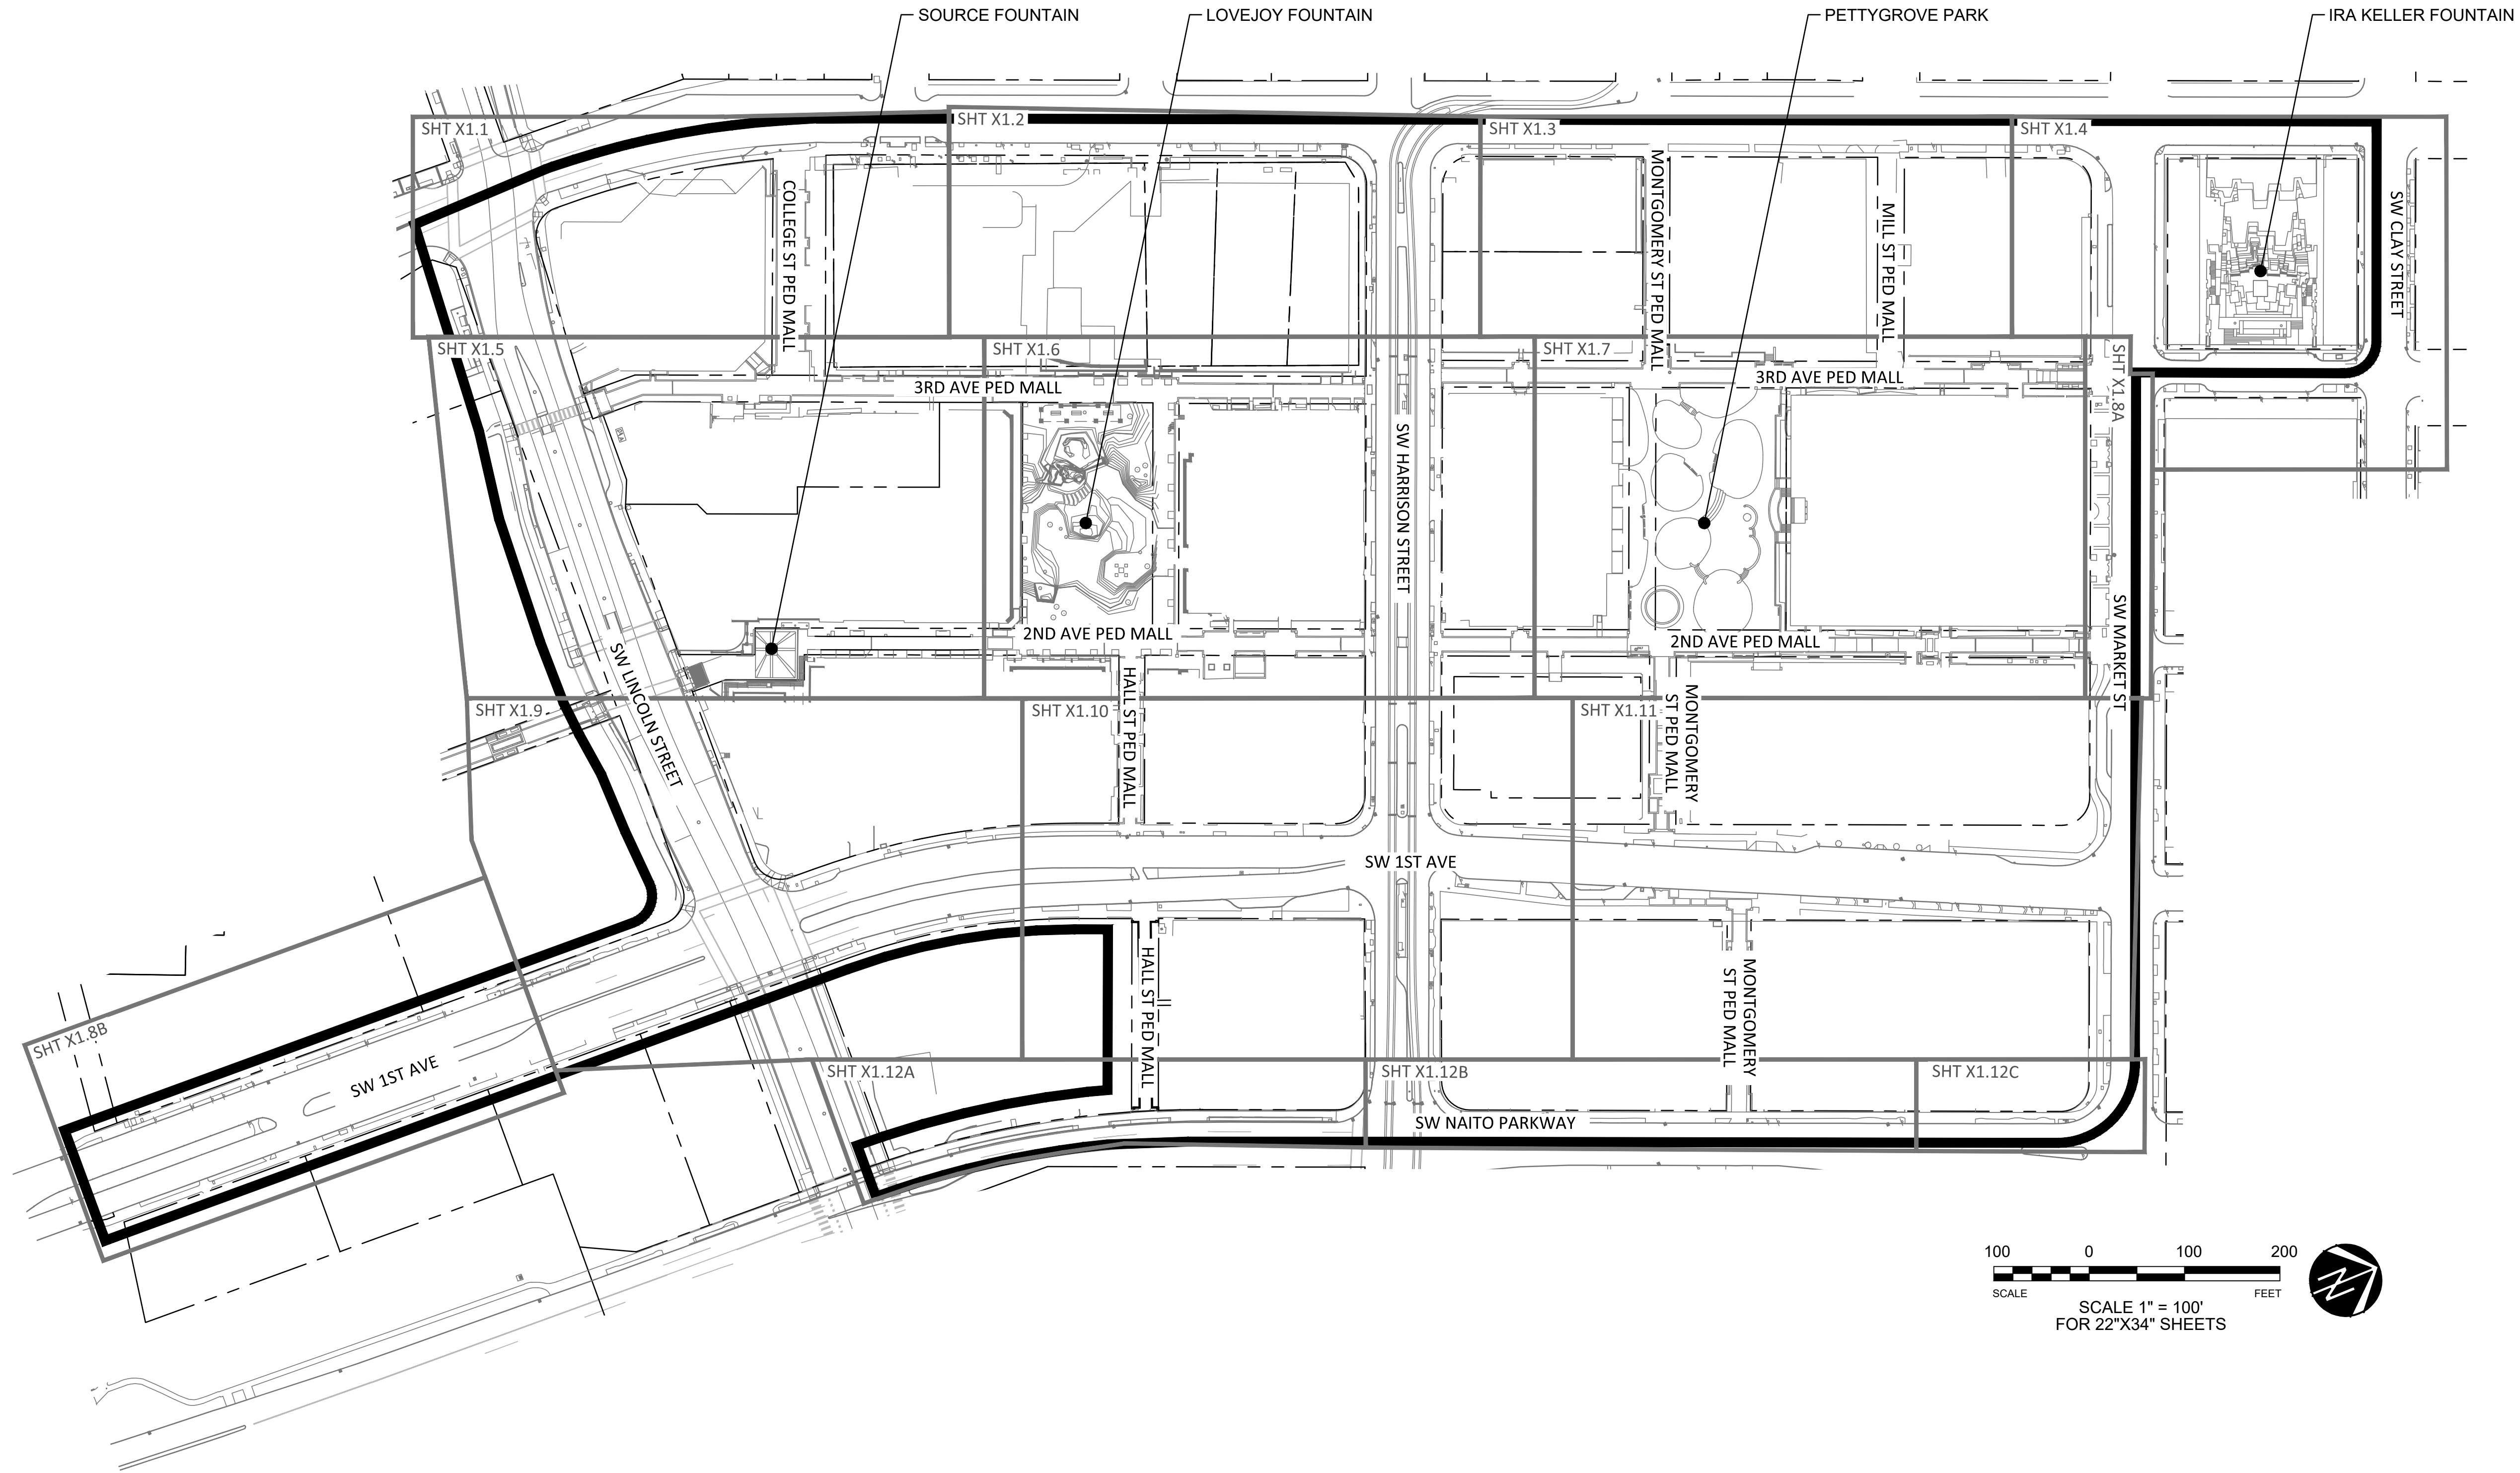 SOURCE FOUNTAIN
LOVEJOY FOUNTAIN
PETTYGROVE PARK
IRA KELLER FOUNTAIN
SHT X1.1
SHT X1.2
SHT X1.3
SHT X1.4
COLLEGE ST PED MALL
MONTGOMERY ST PED MALL
MILL ST PED MALL
SW CLAY STREET
SHT X1.5
SHT X1.6
SHT X1.7
SHT X1.8A
3RD AVE PED MALL
3RD AVE PED MALL
SW HARRISON STREET
2ND AVE PED MALL
2ND AVE PED MALL
SW LINCOLN STREET
SW MARKET ST
SHT X1.9
SHT X1.10
SHT X1.11
HALL ST PED MALL
MONTGOMERY
ST PED MALL
SW 1ST AVE
HALL ST PED MALL
MONTGOMERY
ST PED MALL
SHT X1.8B
SW 1ST AVE
SHT X1.12A
SHT X1.12B
SHT X1.12C
SW NAITO PARKWAY
100 0 100 200
SCALE FEET
SCALE 1" = 100'
FOR 22"X34" SHEETS
N